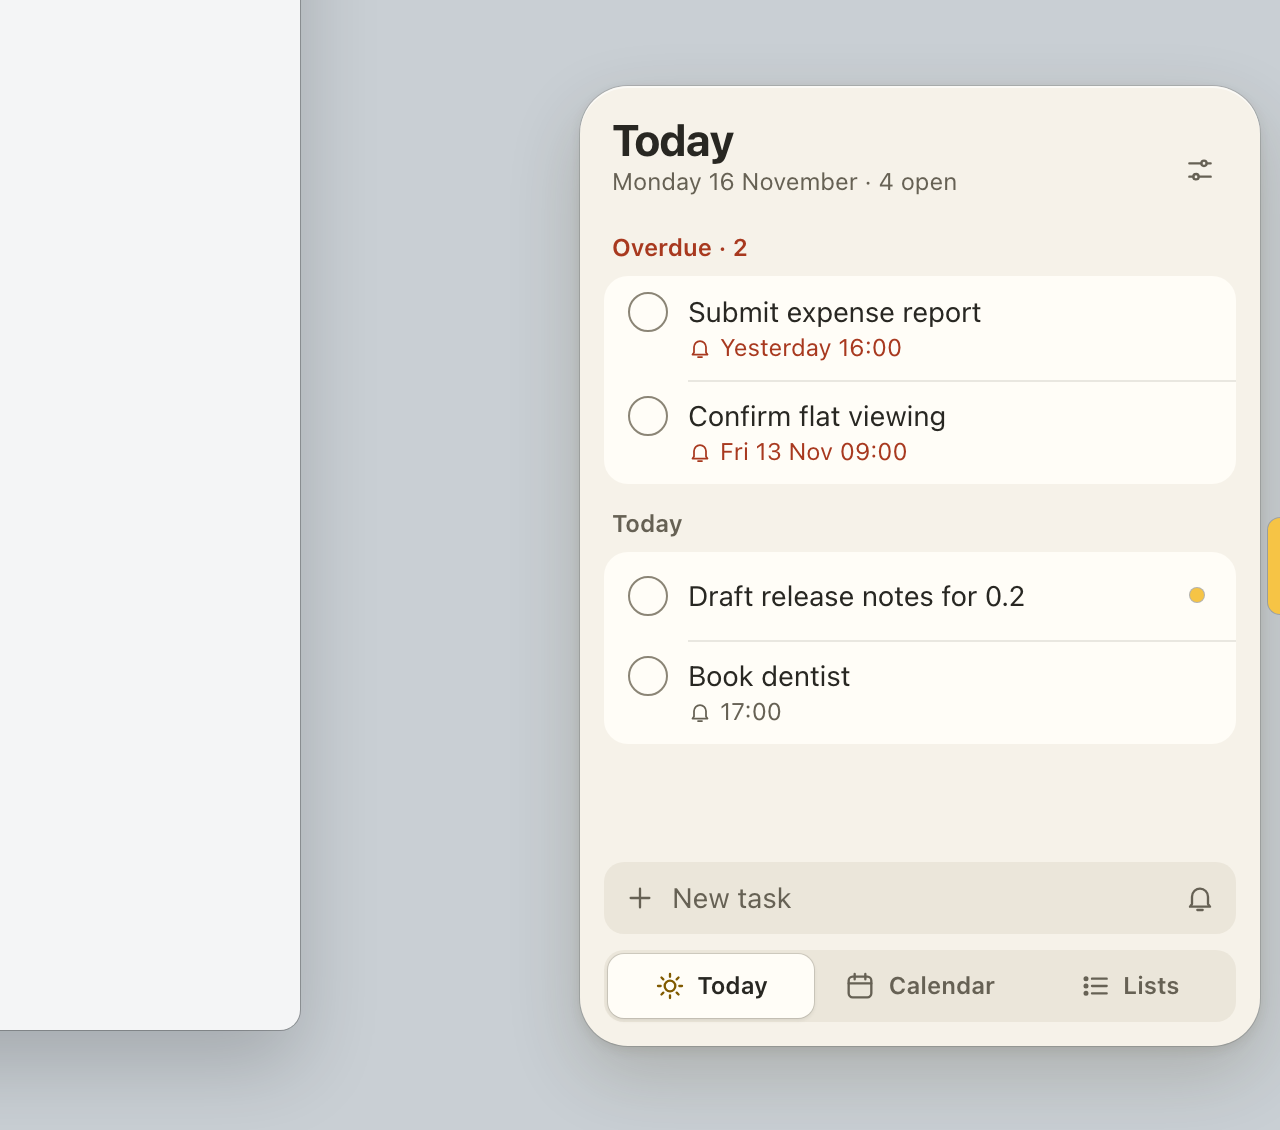 Today
Monday 16 November · 4 open
Overdue · 2
Submit expense report
Yesterday 16:00
Confirm flat viewing
Fri 13 Nov 09:00
Today
Draft release notes for 0.2
Book dentist
17:00
New task
Today
Calendar
Lists